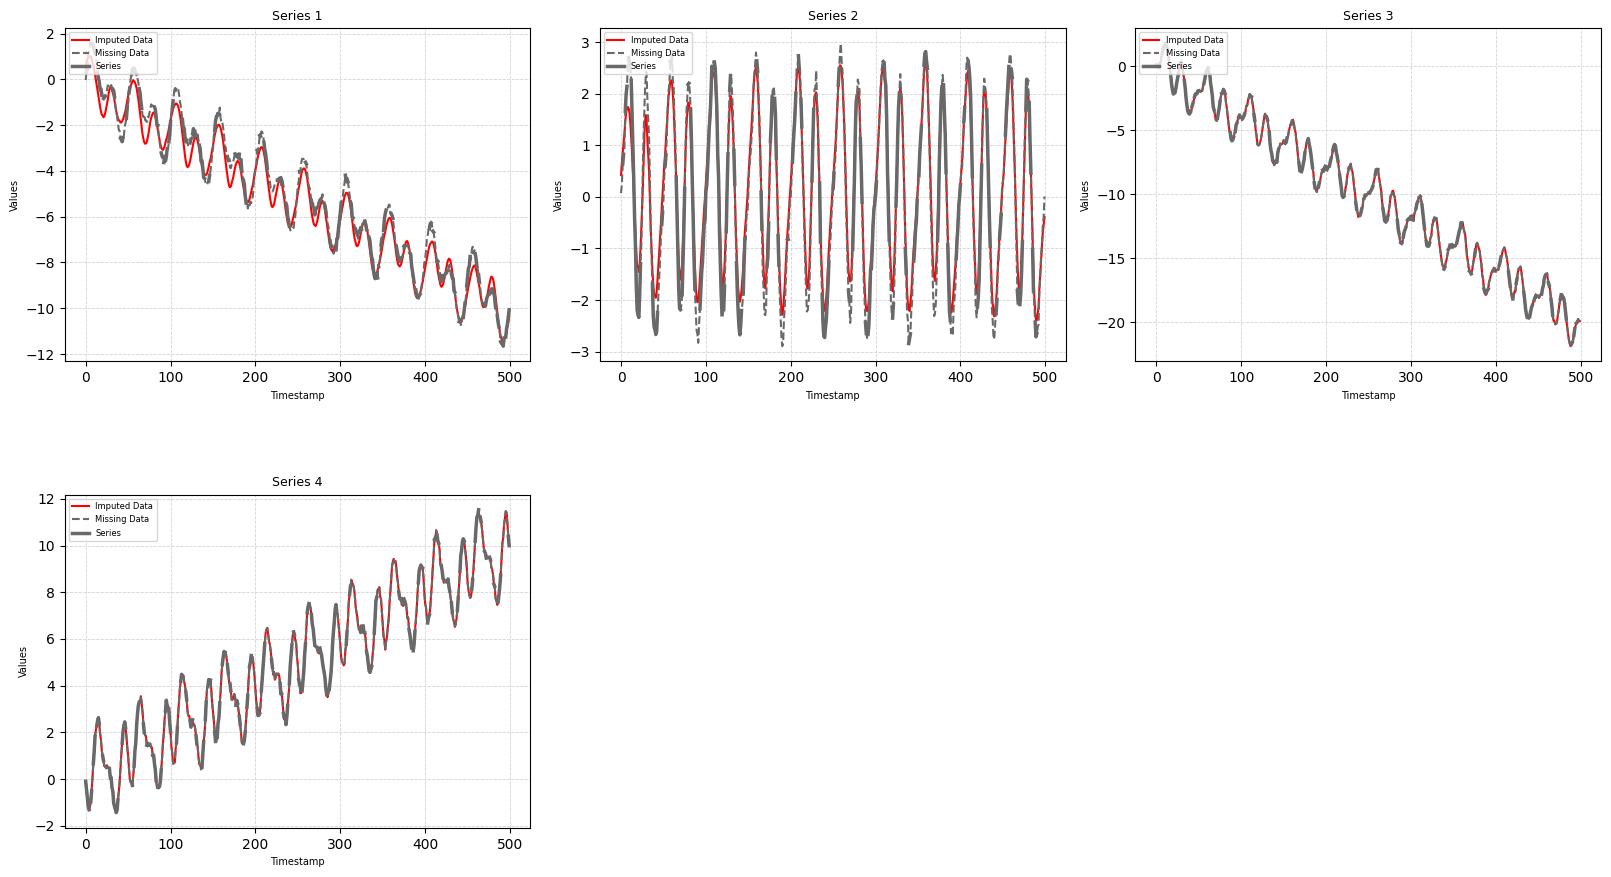 Series 1
Imputed Data
Missing Data
Series
2
0
−2
−4
−6
−8
−10
−12
Values
0
100
200
300
400
500
Timestamp
Series 2
Imputed Data
Missing Data
Series
3
2
1
0
−1
−2
−3
Values
0
100
200
300
400
500
Timestamp
Series 3
Imputed Data
Missing Data
Series
0
−5
−10
−15
−20
Values
0
100
200
300
400
500
Timestamp
Series 4
Imputed Data
Missing Data
Series
12
10
8
6
4
2
0
−2
Values
0
100
200
300
400
500
Timestamp